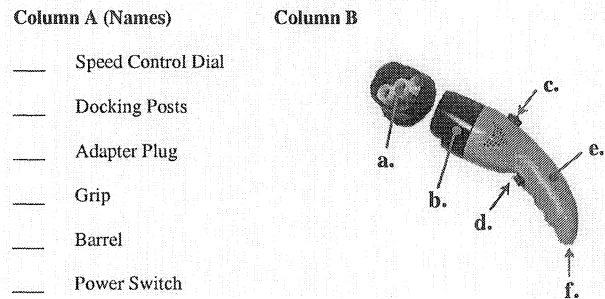 Column A (Names) Column B
___ Speed Control Dial
___ Docking Posts
___ Adapter Plug
___ Grip
___ Barrel
___ Power Switch
a.
b.
c.
d.
e.
f.